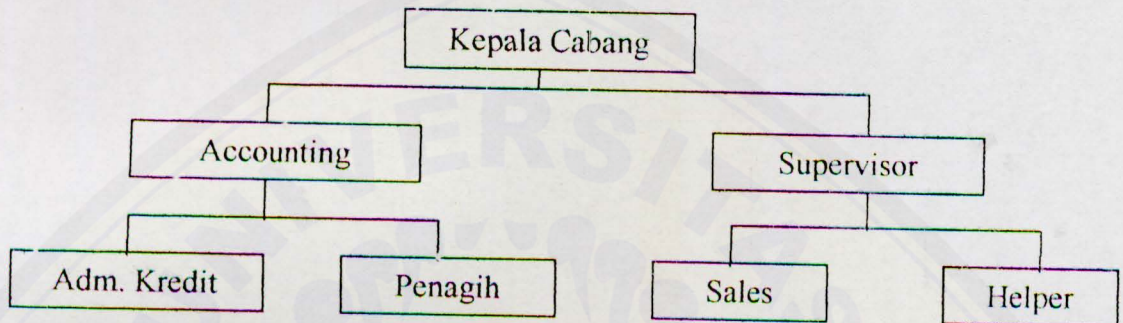 Kepala Cabang
Accounting
Supervisor
Adm. Kredit
Penagih
Sales
Helper